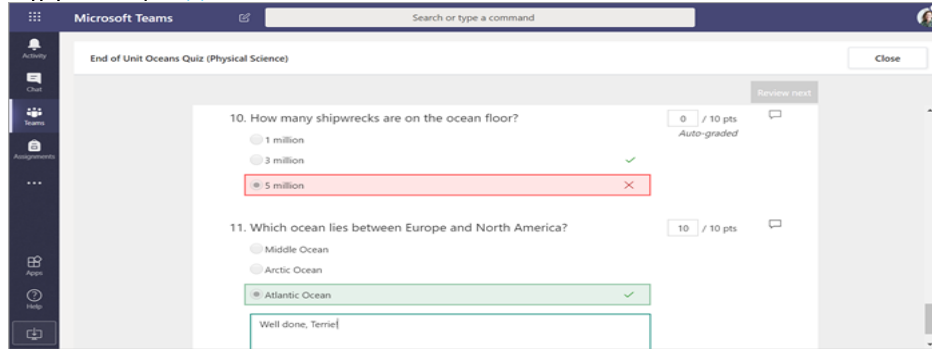 Microsoft Teams
Search or type a command
Activity
Chat
Teams
Assignments
Apps
Help
End of Unit Oceans Quiz (Physical Science)
Close
Review next
10. How many shipwrecks are on the ocean floor?
0 / 10 pts
Auto-graded
1 million
3 million
5 million
11. Which ocean lies between Europe and North America?
10 / 10 pts
Middle Ocean
Arctic Ocean
Atlantic Ocean
Well done, Terrie!